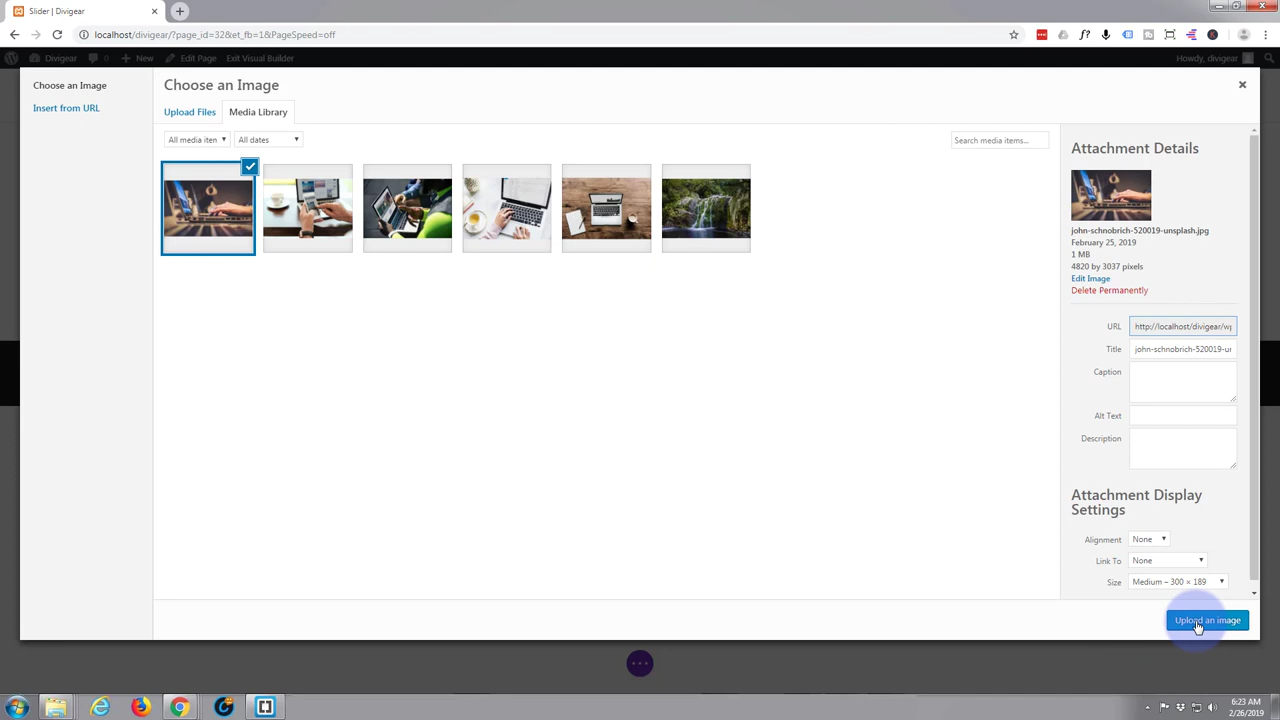 Slider | Divigear
localhost/divigear/?page_id=32&et_fb=1&PageSpeed=off
Divigear 0 New Edit Page Exit Visual Builder Howdy, divigear
Choose an Image
Insert from URL
Choose an Image
Upload Files Media Library
All media iten All dates Search media items...
Attachment Details
john-schnobrich-520019-unsplash.jpg
February 25, 2019
1 MB
4820 by 3037 pixels
Edit Image
Delete Permanently
URL http://localhost/divigear/wp
Title john-schnobrich-520019-un
Caption
Alt Text
Description
Attachment Display
Settings
Alignment None
Link To None
Size Medium – 300 × 189
Upload an image
6:23 AM
2/26/2019